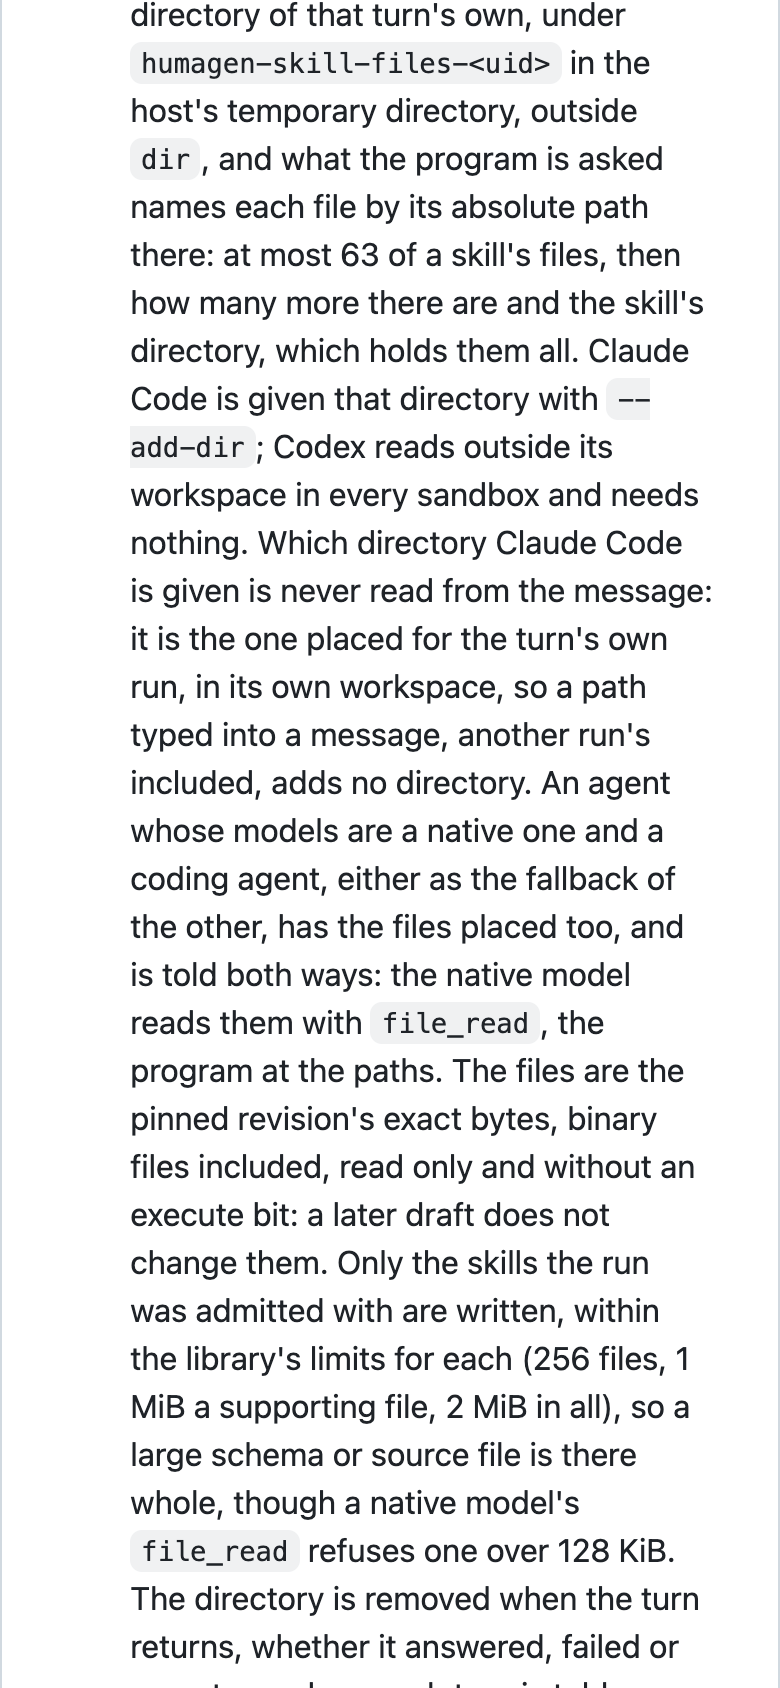 directory of that turn's own, under
humagen-skill-files-<uid> in the
host's temporary directory, outside
dir, and what the program is asked
names each file by its absolute path
there: at most 63 of a skill's files, then
how many more there are and the skill's
directory, which holds them all. Claude
Code is given that directory with --
add-dir; Codex reads outside its
workspace in every sandbox and needs
nothing. Which directory Claude Code
is given is never read from the message:
it is the one placed for the turn's own
run, in its own workspace, so a path
typed into a message, another run's
included, adds no directory. An agent
whose models are a native one and a
coding agent, either as the fallback of
the other, has the files placed too, and
is told both ways: the native model
reads them with file_read, the
program at the paths. The files are the
pinned revision's exact bytes, binary
files included, read only and without an
execute bit: a later draft does not
change them. Only the skills the run
was admitted with are written, within
the library's limits for each (256 files, 1
MiB a supporting file, 2 MiB in all), so a
large schema or source file is there
whole, though a native model's
file_read refuses one over 128 KiB.
The directory is removed when the turn
returns, whether it answered, failed or